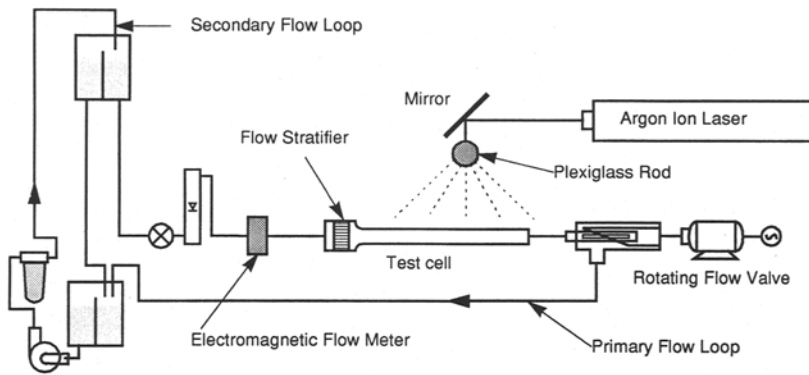 Secondary Flow Loop
Mirror
Argon Ion Laser
Flow Stratifier
Plexiglass Rod
Test cell
Rotating Flow Valve
Electromagnetic Flow Meter
Primary Flow Loop